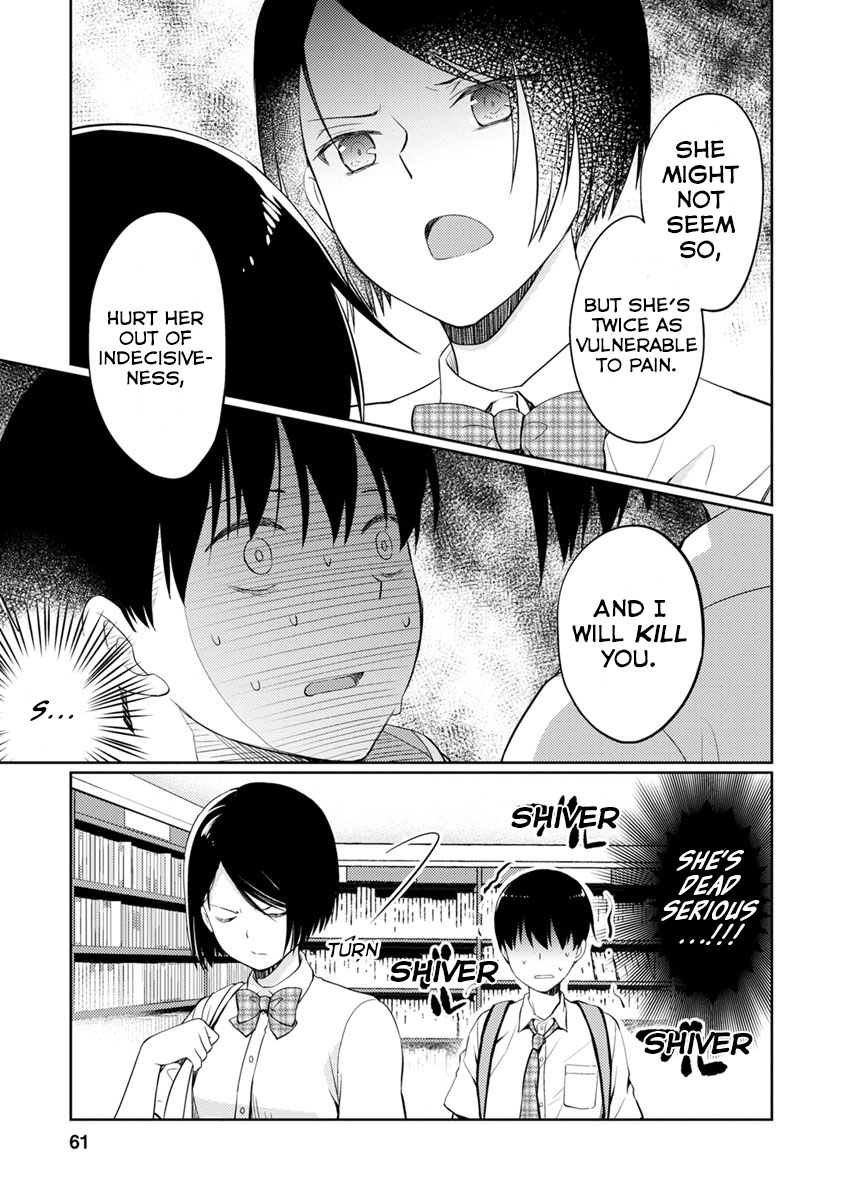 SHE
MIGHT
NOT
SEEM
SO,
BUT SHE'S
TWICE AS
VULNERABLE
TO PAIN.
HURT HER
OUT OF
INDECISIVE-
NESS,
AND I
WILL KILL
YOU.
S...
SHE'S
DEAD
SERIOUS
...!!!
SHIVER
TURN
SHIVER
SHIVER
61